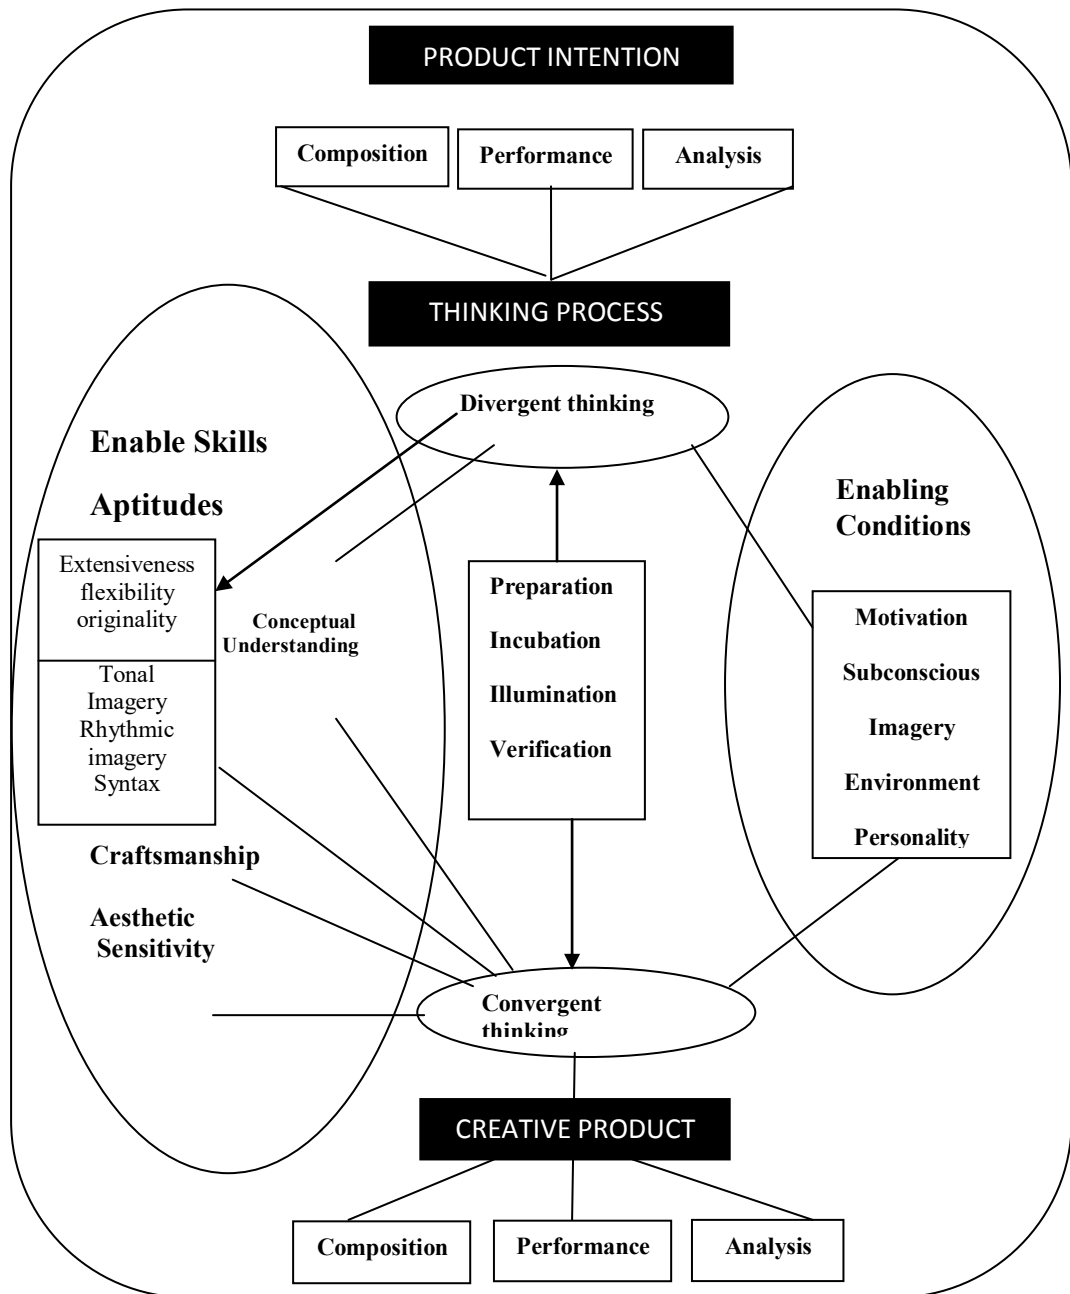 PRODUCT INTENTION
Composition
Performance
Analysis
THINKING PROCESS
Divergent thinking
Enable Skills
Aptitudes
Extensiveness
flexibility
originality
Tonal
Imagery
Rhythmic
imagery
Syntax
Conceptual
Understanding
Craftsmanship
Aesthetic
Sensitivity
Preparation
Incubation
Illumination
Verification
Enabling
Conditions
Motivation
Subconscious
Imagery
Environment
Personality
Convergent
thinking
CREATIVE PRODUCT
Composition
Performance
Analysis